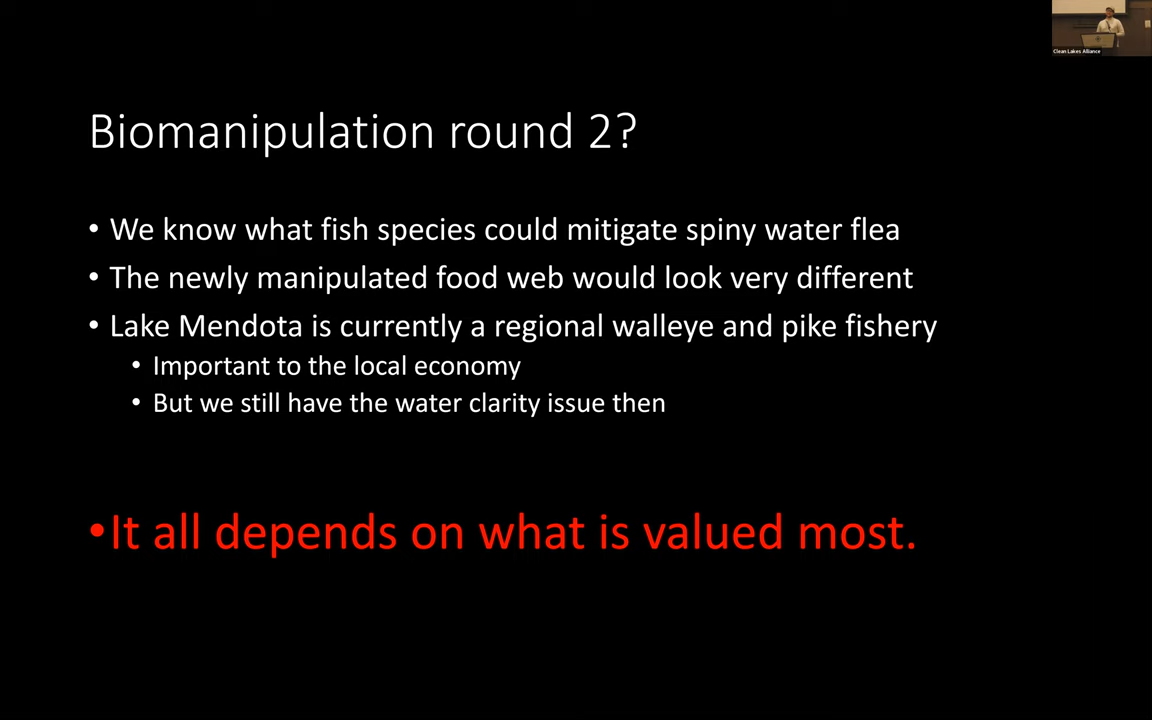 Clean Lakes Alliance
Biomanipulation round 2?
• We know what fish species could mitigate spiny water flea
• The newly manipulated food web would look very different
• Lake Mendota is currently a regional walleye and pike fishery
• Important to the local economy
• But we still have the water clarity issue then
• It all depends on what is valued most.